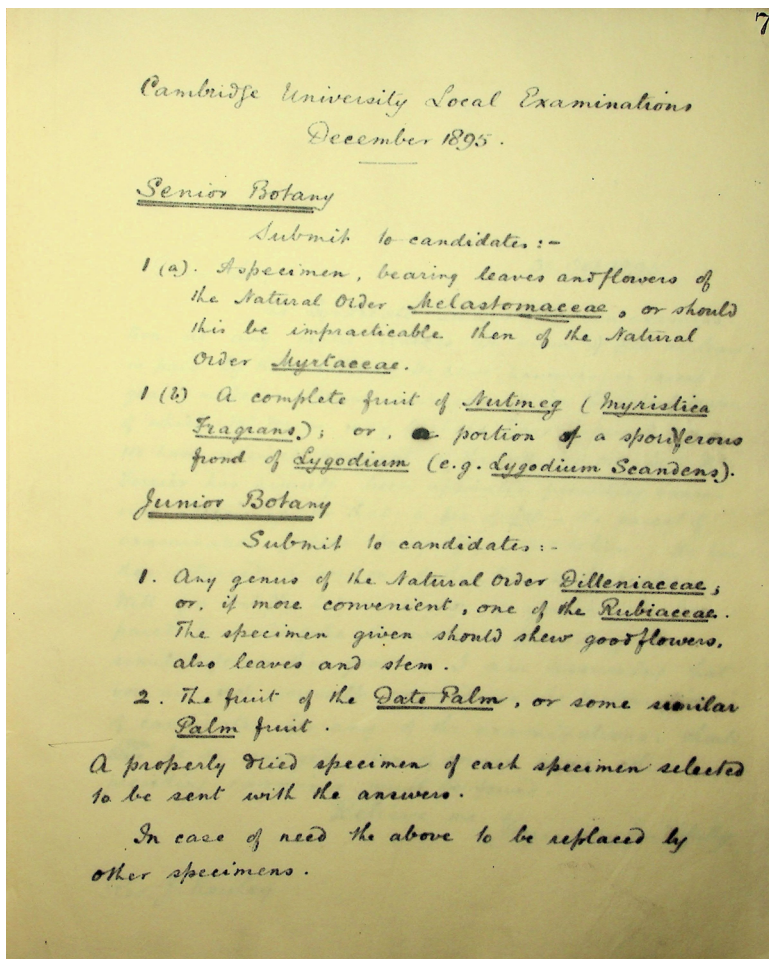 7
Cambridge University Local Examinations
December 1895.
Senior Botany
Submit to candidates :-
1 (a). A specimen, bearing leaves and flowers of
the Natural Order Melastomaceae, or should
this be impracticable then of the Natural
Order Myrtaceae.
1 (b) A complete fruit of Nutmeg (Myristica
Fragrans); or, a portion of a sporiferous
frond of Lygodium (e.g. Lygodium Scandens).
Junior Botany
Submit to candidates :-
1. Any genus of the Natural Order Dilleniaceae;
or, if more convenient, one of the Rubiaceae.
The specimen given should shew good flowers,
also leaves and stem.
2. The fruit of the Date Palm, or some similar
Palm fruit.
A properly dried specimen of each specimen selected
to be sent with the answers.
In case of need the above to be replaced by
other specimens.